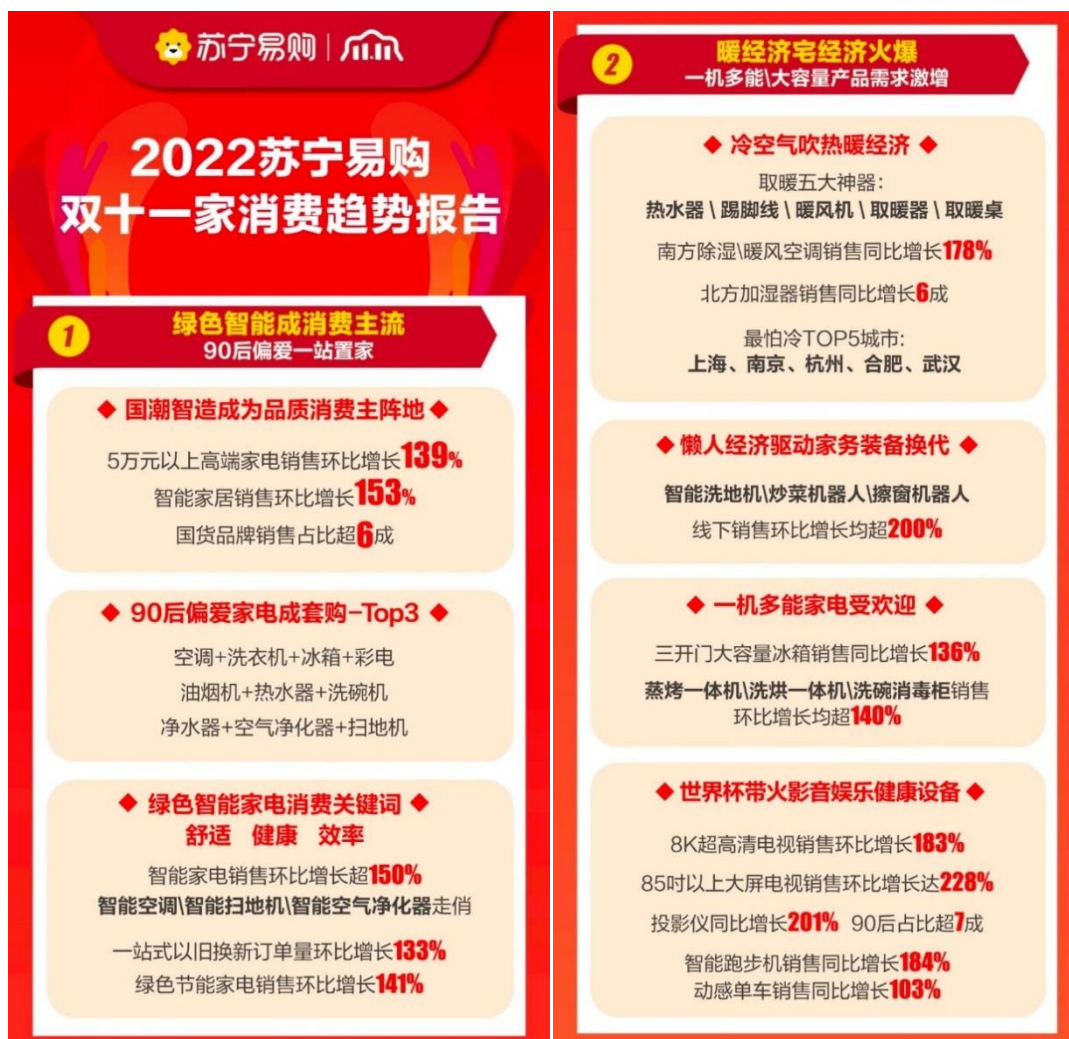 苏宁易购
2022苏宁易购
双十一家消费趋势报告
1
绿色智能成消费主流
90后偏爱一站置家
◆ 国潮智造成为品质消费主阵地 ◆
5万元以上高端家电销售环比增长139%
智能家居销售环比增长153%
国货品牌销售占比超6成
◆ 90后偏爱家电成套购-Top3 ◆
空调+洗衣机+冰箱+彩电
油烟机+热水器+洗碗机
净水器+空气净化器+扫地机
◆ 绿色智能家电消费关键词 ◆
舒适 健康 效率
智能家电销售环比增长超150%
智能空调\智能扫地机\智能空气净化器走俏
一站式以旧换新订单量环比增长133%
绿色节能家电销售环比增长141%
2
暖经济宅经济火爆
一机多能\大容量产品需求激增
◆ 冷空气吹热暖经济 ◆
取暖五大神器：
热水器 \ 踢脚线 \ 暖风机 \ 取暖器 \ 取暖桌
南方除湿\暖风空调销售同比增长178%
北方加湿器销售同比增长6成
最怕冷TOP5城市：
上海、南京、杭州、合肥、武汉
◆ 懒人经济驱动家务装备换代 ◆
智能洗地机\炒菜机器人\擦窗机器人
线下销售环比增长均超200%
◆ 一机多能家电受欢迎 ◆
三开门大容量冰箱销售同比增长136%
蒸烤一体机\洗烘一体机\洗碗消毒柜销售
环比增长均超140%
◆ 世界杯带火影音娱乐健康设备 ◆
8K超高清电视销售环比增长183%
85吋以上大屏电视销售环比增长达228%
投影仪同比增长201% 90后占比超7成
智能跑步机销售同比增长184%
动感单车销售同比增长103%